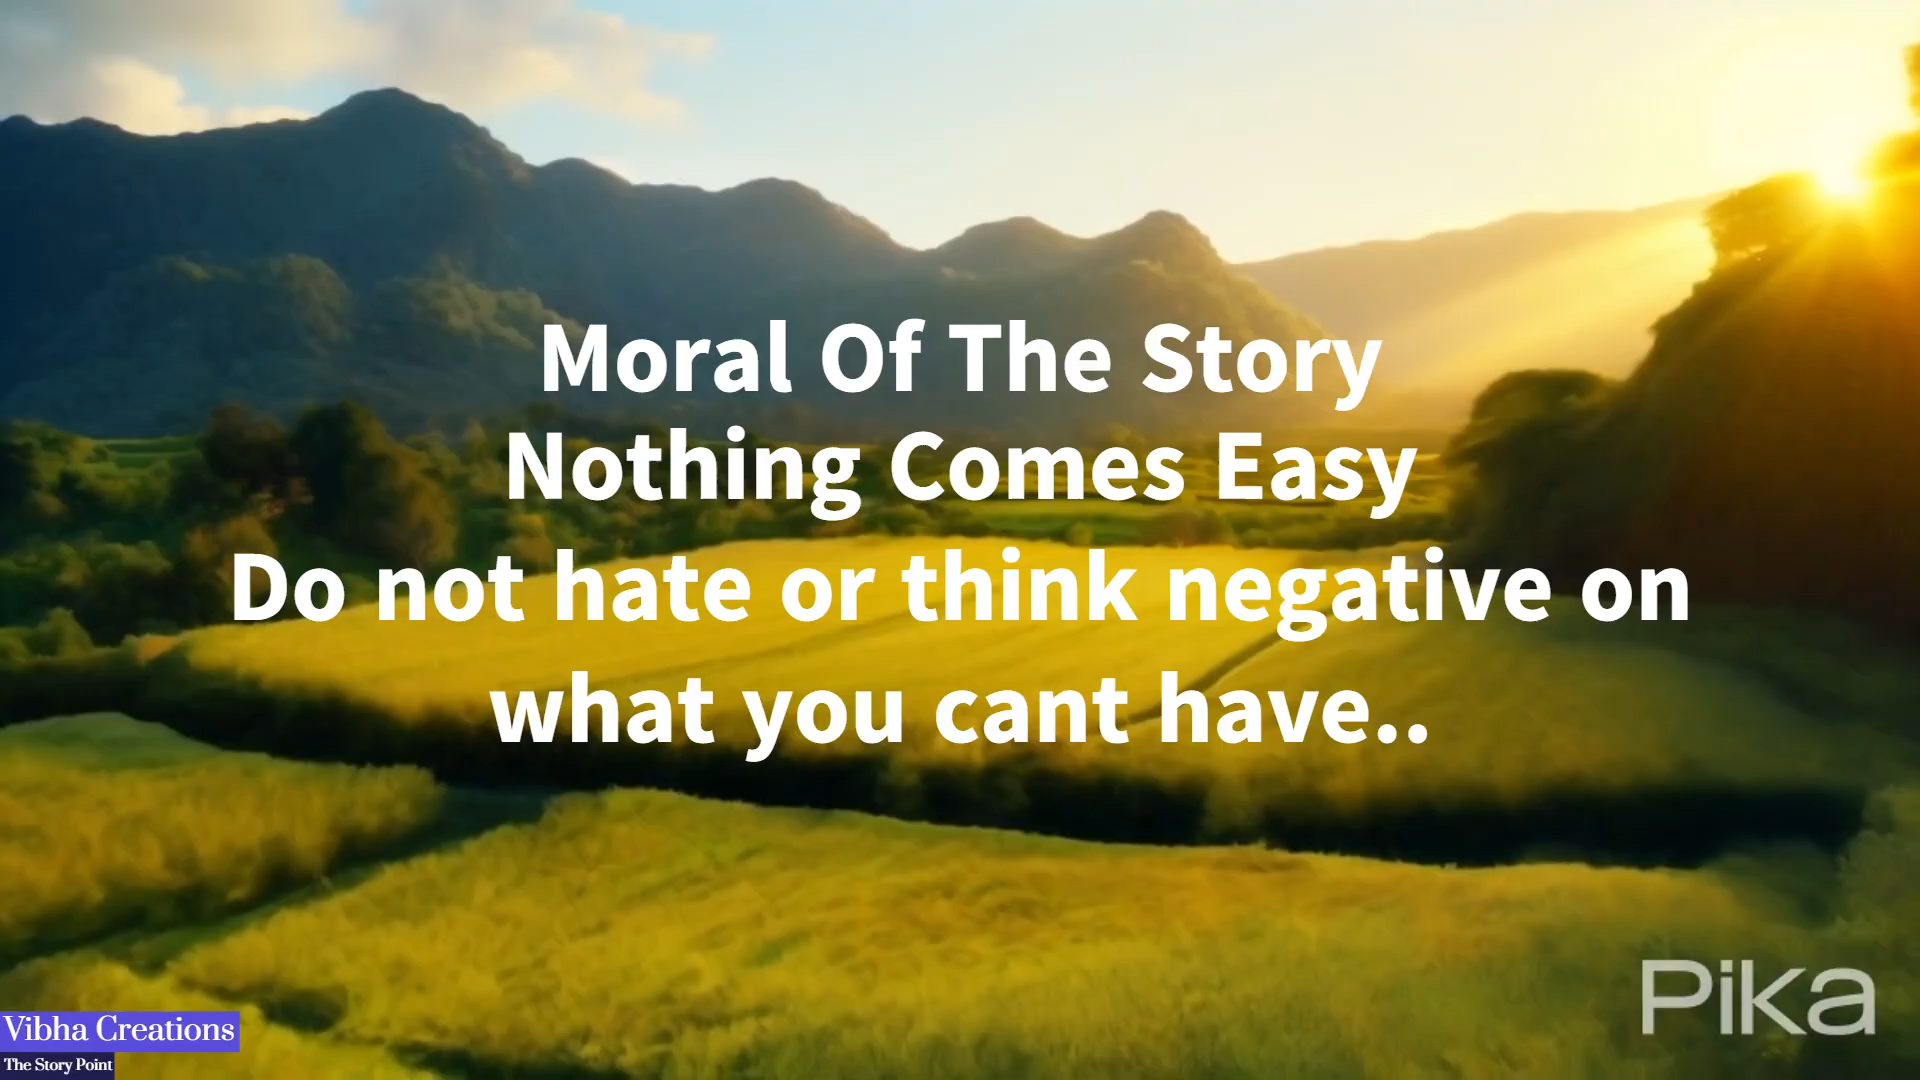 Moral Of The Story
Nothing Comes Easy
Do not hate or think negative on
what you cant have..
Pika
Vibha Creations
The Story Point